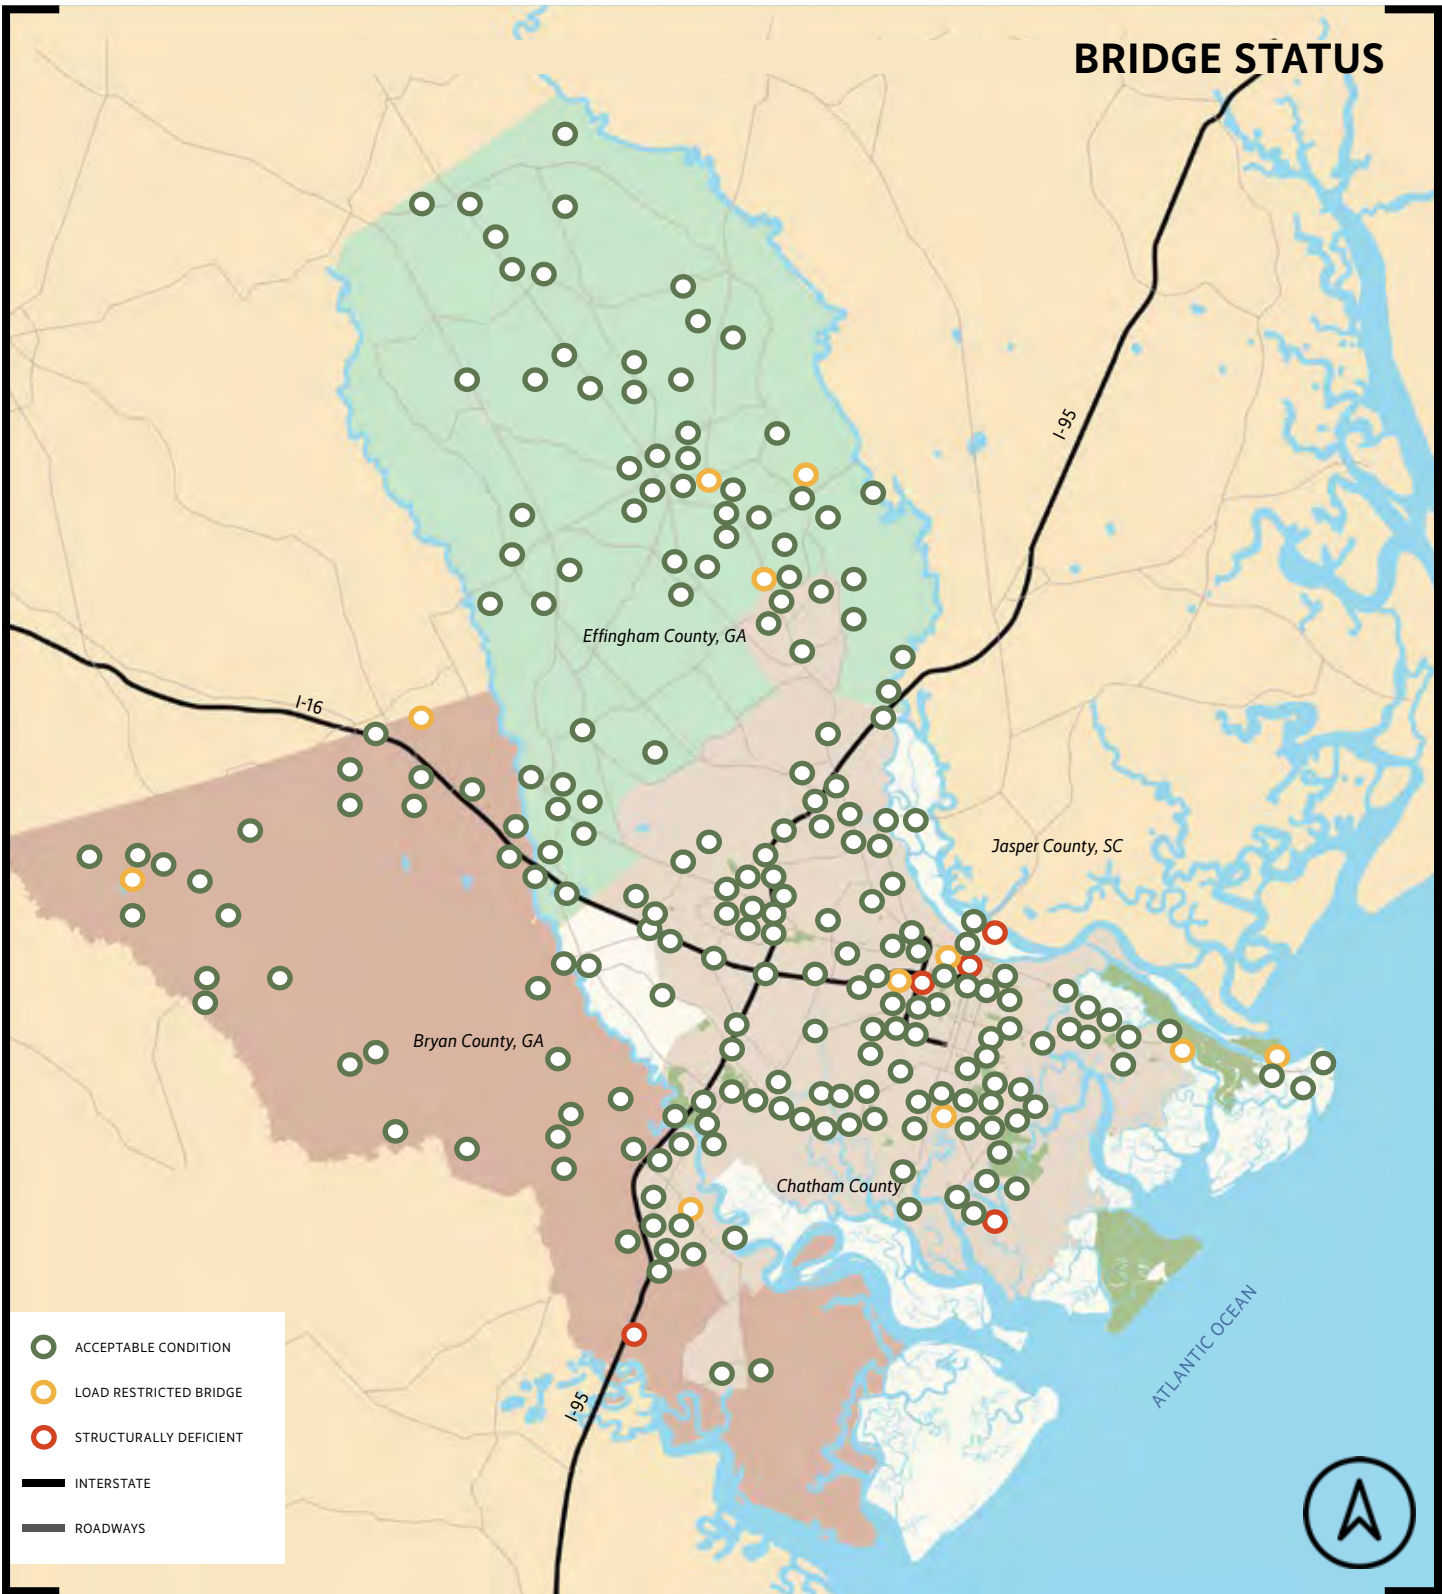 BRIDGE STATUS
I-95
Effingham County, GA
I-16
Jasper County, SC
Bryan County, GA
Chatham County
ATLANTIC OCEAN
I-95
ACCEPTABLE CONDITION
LOAD RESTRICTED BRIDGE
STRUCTURALLY DEFICIENT
INTERSTATE
ROADWAYS